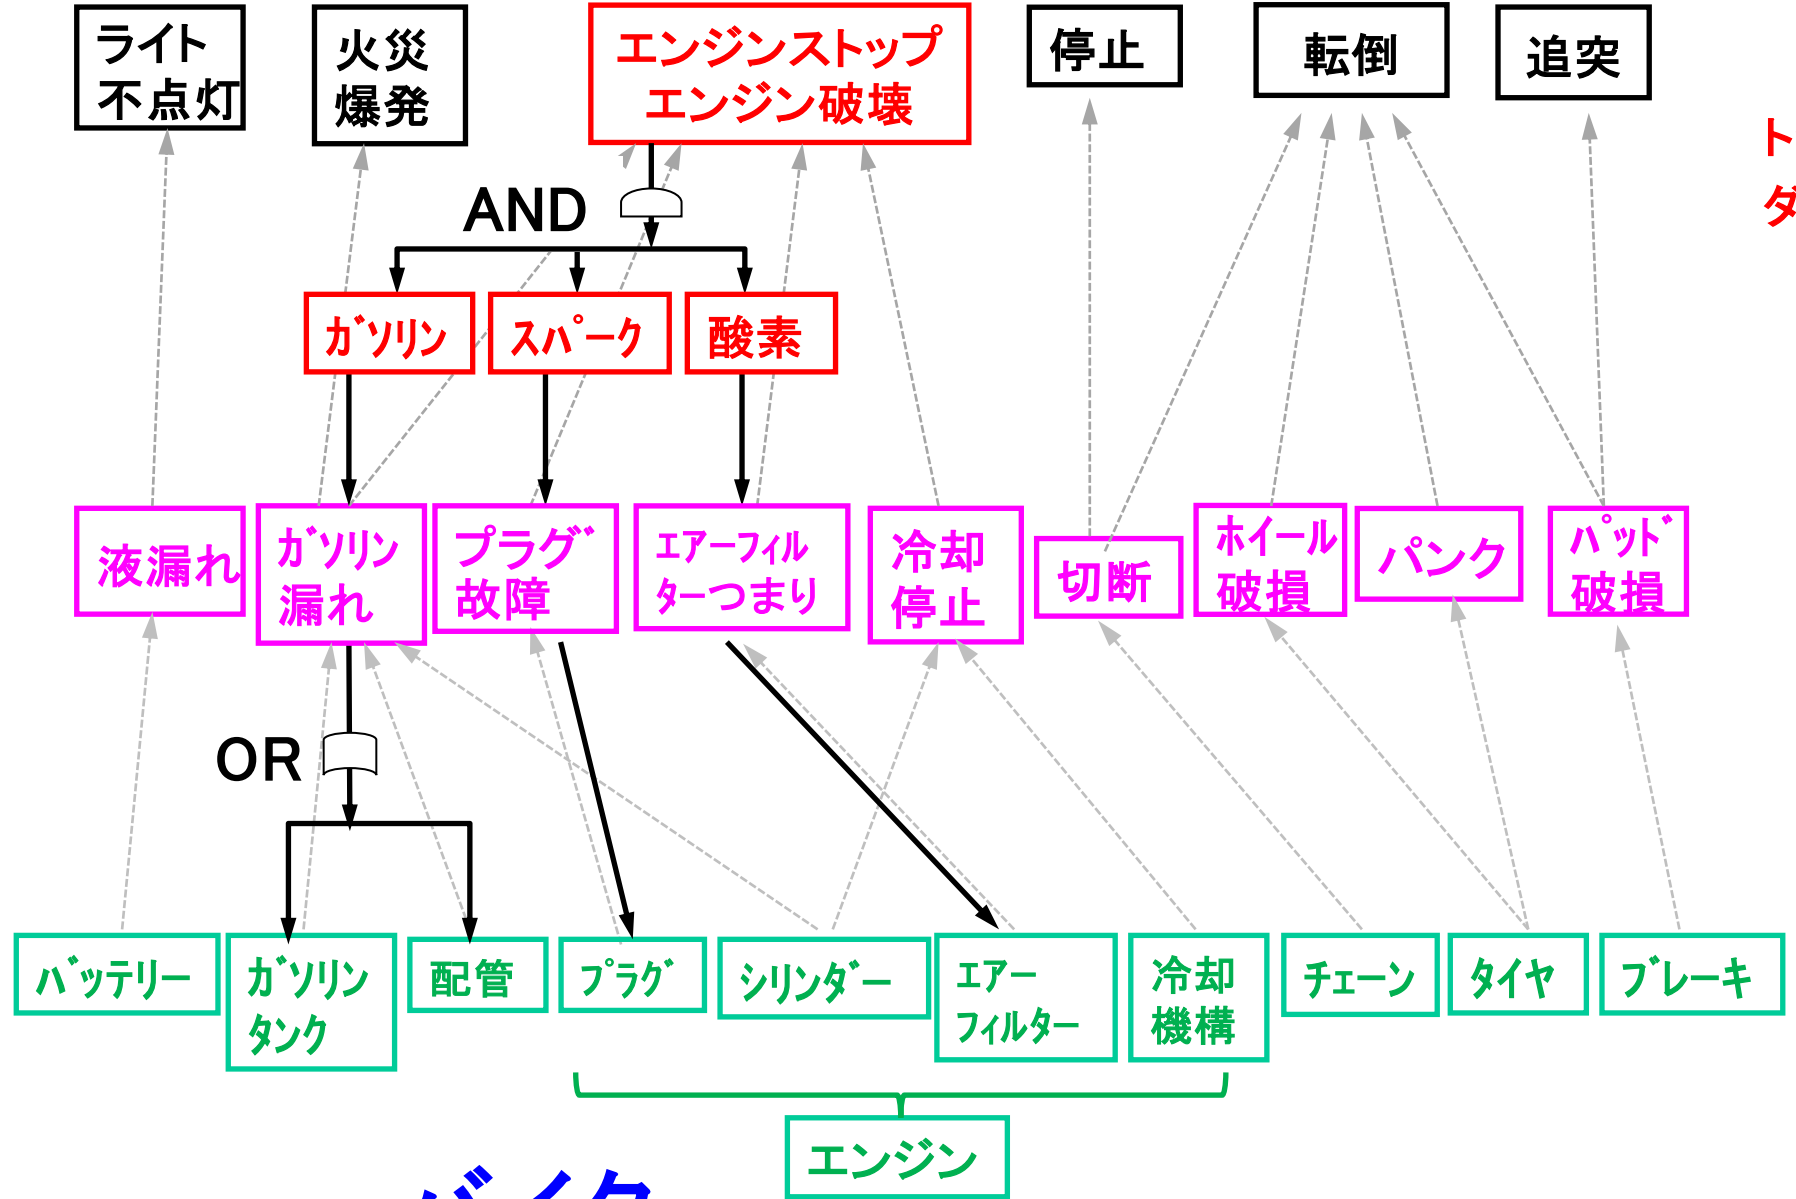 ライト
不点灯
火災
爆発
エンジンストップ
エンジン破壊
停止
転倒
追突
ト
ダ
AND
ｶﾞｿﾘﾝ
ｽﾊﾟｰｸ
酸素
液漏れ
ｶﾞｿﾘﾝ
漏れ
プラグ
故障
ｴｱｰﾌｨﾙ
ﾀｰつまり
冷却
停止
切断
ﾎｲｰﾙ
破損
パンク
ﾊﾟｯﾄﾞ
破損
OR
ﾊﾞｯﾃﾘｰ
ｶﾞｿﾘﾝ
ﾀﾝｸ
配管
ﾌﾟﾗｸﾞ
ｼﾘﾝﾀﾞｰ
ｴｱｰ
ﾌｨﾙﾀｰ
冷却
機構
ﾁｪｰﾝ
ﾀｲﾔ
ﾌﾞﾚｰｷ
エンジン
バイク